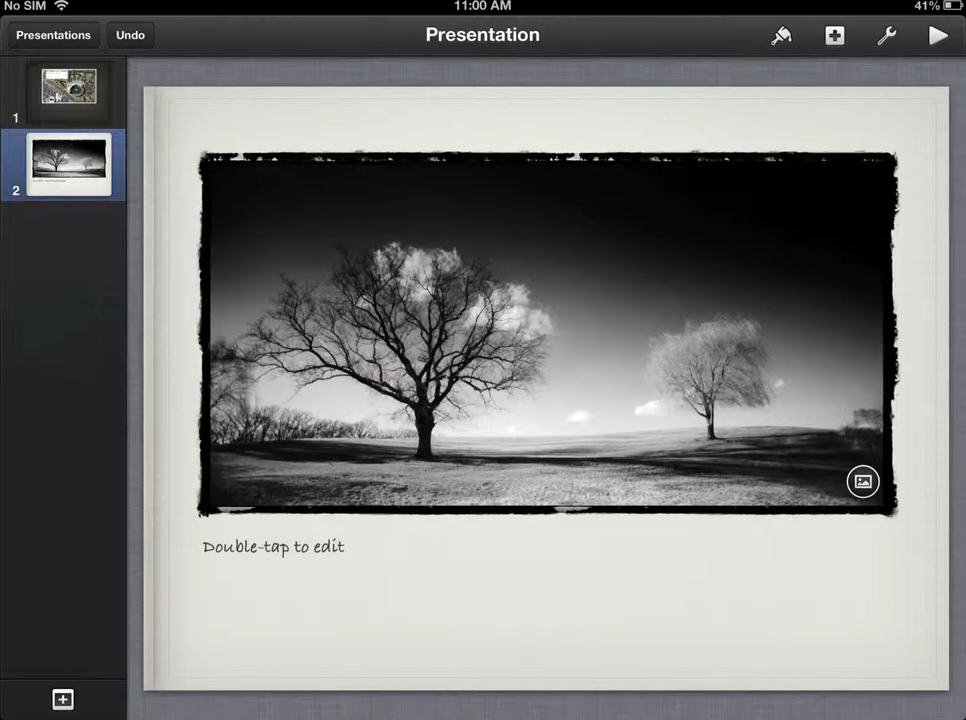 No SIM 11:00 AM 41%
Presentations Undo Presentation
1
2
Double-tap to edit